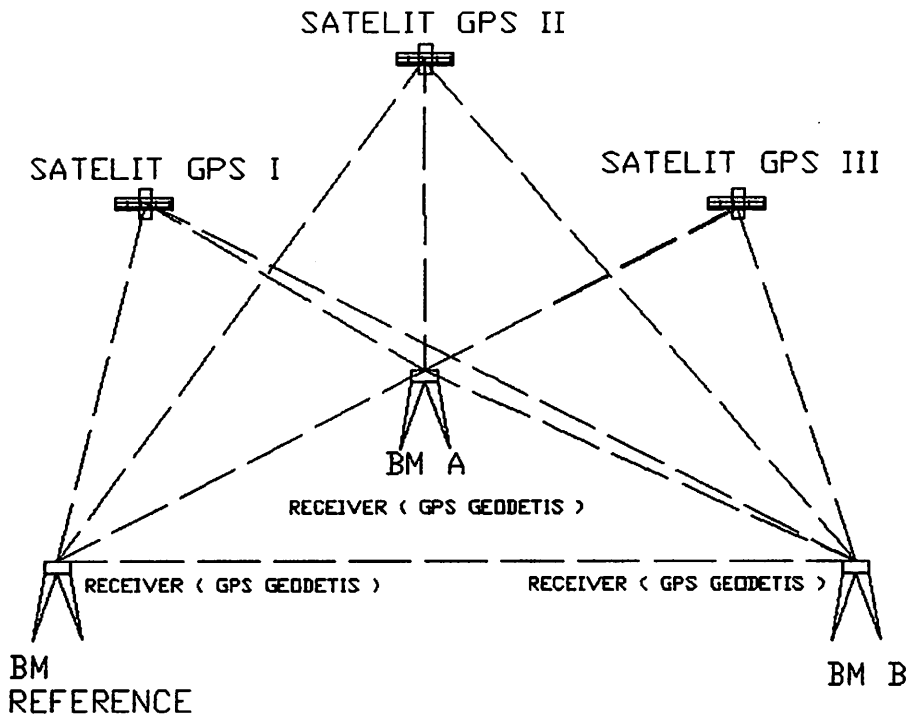 SATELIT GPS II
SATELIT GPS I
SATELIT GPS III
BM A
RECEIVER ( GPS GEODETIS )
RECEIVER ( GPS GEODETIS )
RECEIVER ( GPS GEODETIS )
BM
REFERENCE
BM B